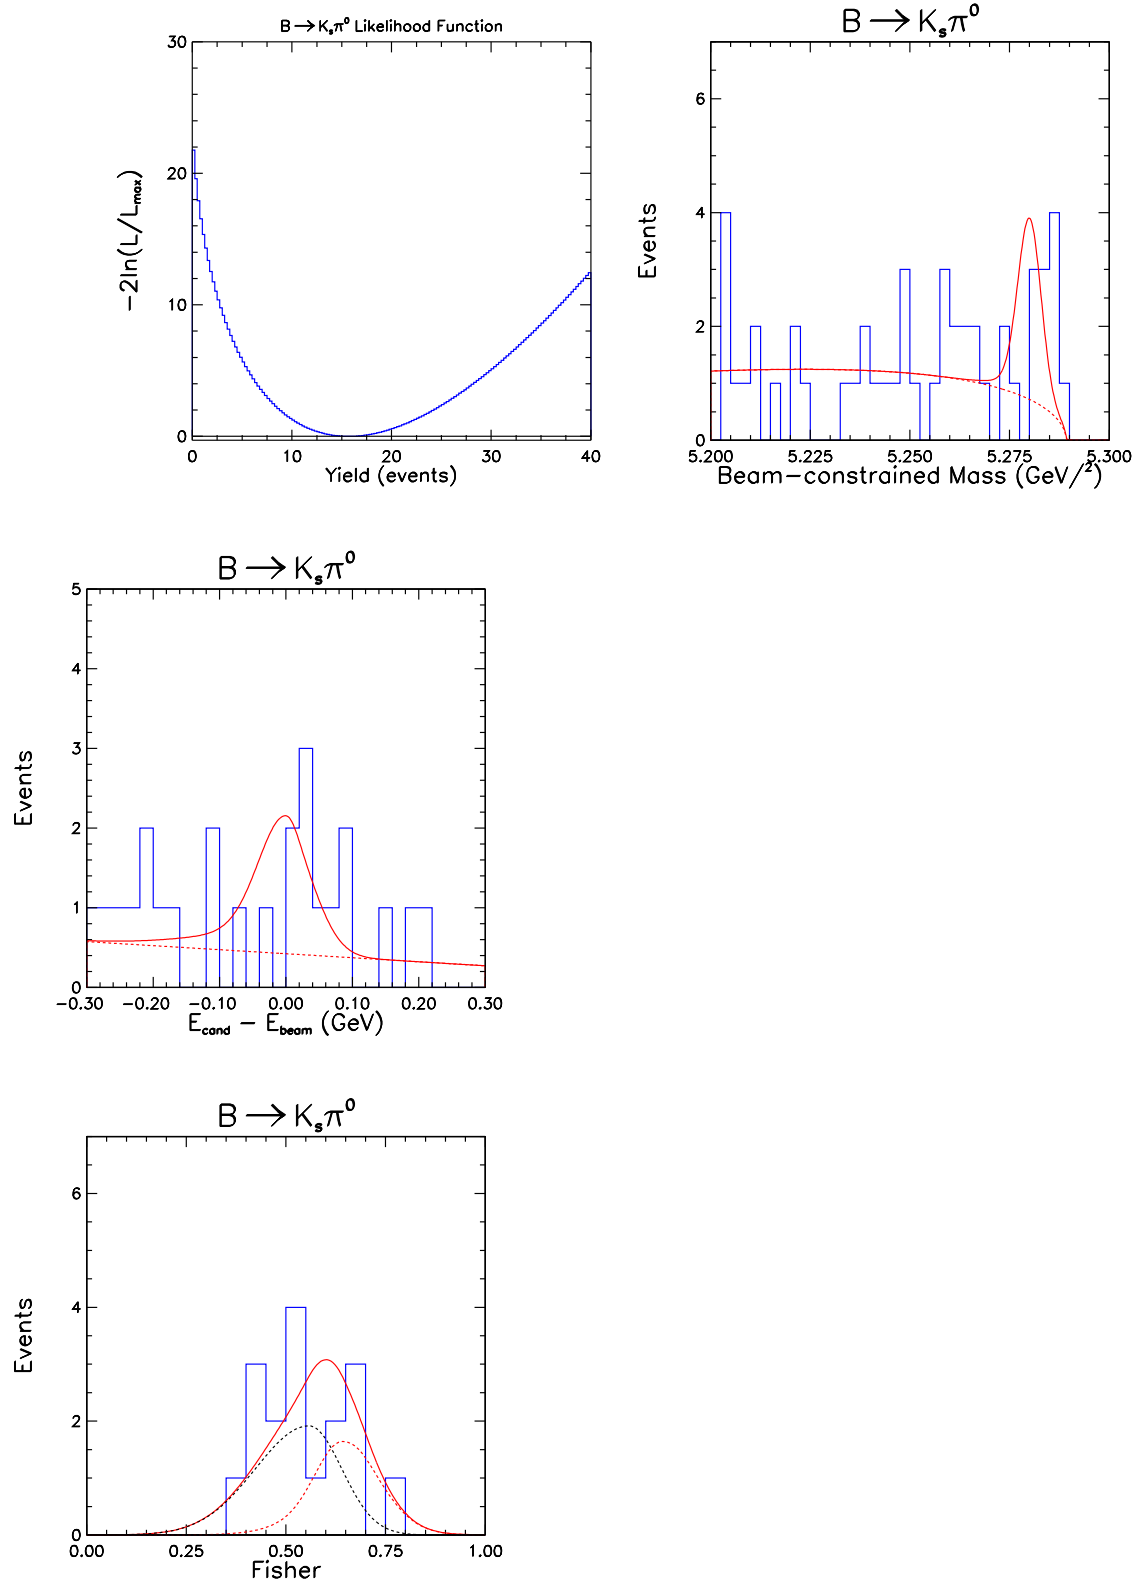 B → Kₛπ⁰ Likelihood Function
30
20
10
0
−2ln(L/Lmax)
0 10 20 30 40
Yield (events)
B → Kₛπ⁰
6
4
2
0
Events
5.200 5.225 5.250 5.275 5.300
Beam−constrained Mass (GeV/²)
B → Kₛπ⁰
5
4
3
2
1
0
Events
−0.30 −0.20 −0.10 0.00 0.10 0.20 0.30
Ecand − Ebeam (GeV)
B → Kₛπ⁰
6
4
2
0
Events
0.00 0.25 0.50 0.75 1.00
Fisher